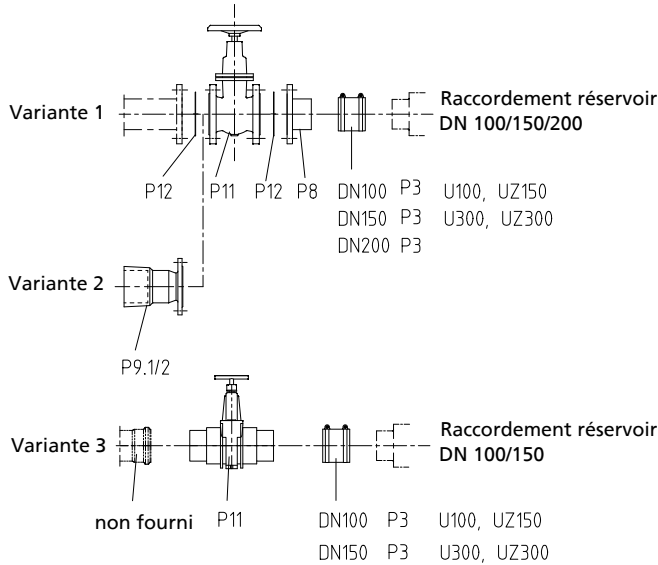 Variante 1
Raccordement réservoir
DN 100/150/200
P12 P11 P12 P8 DN100 P3 U100, UZ150
DN150 P3 U300, UZ300
DN200 P3
Variante 2
P9.1/2
Variante 3
Raccordement réservoir
DN 100/150
non fourni P11 DN100 P3 U100, UZ150
DN150 P3 U300, UZ300